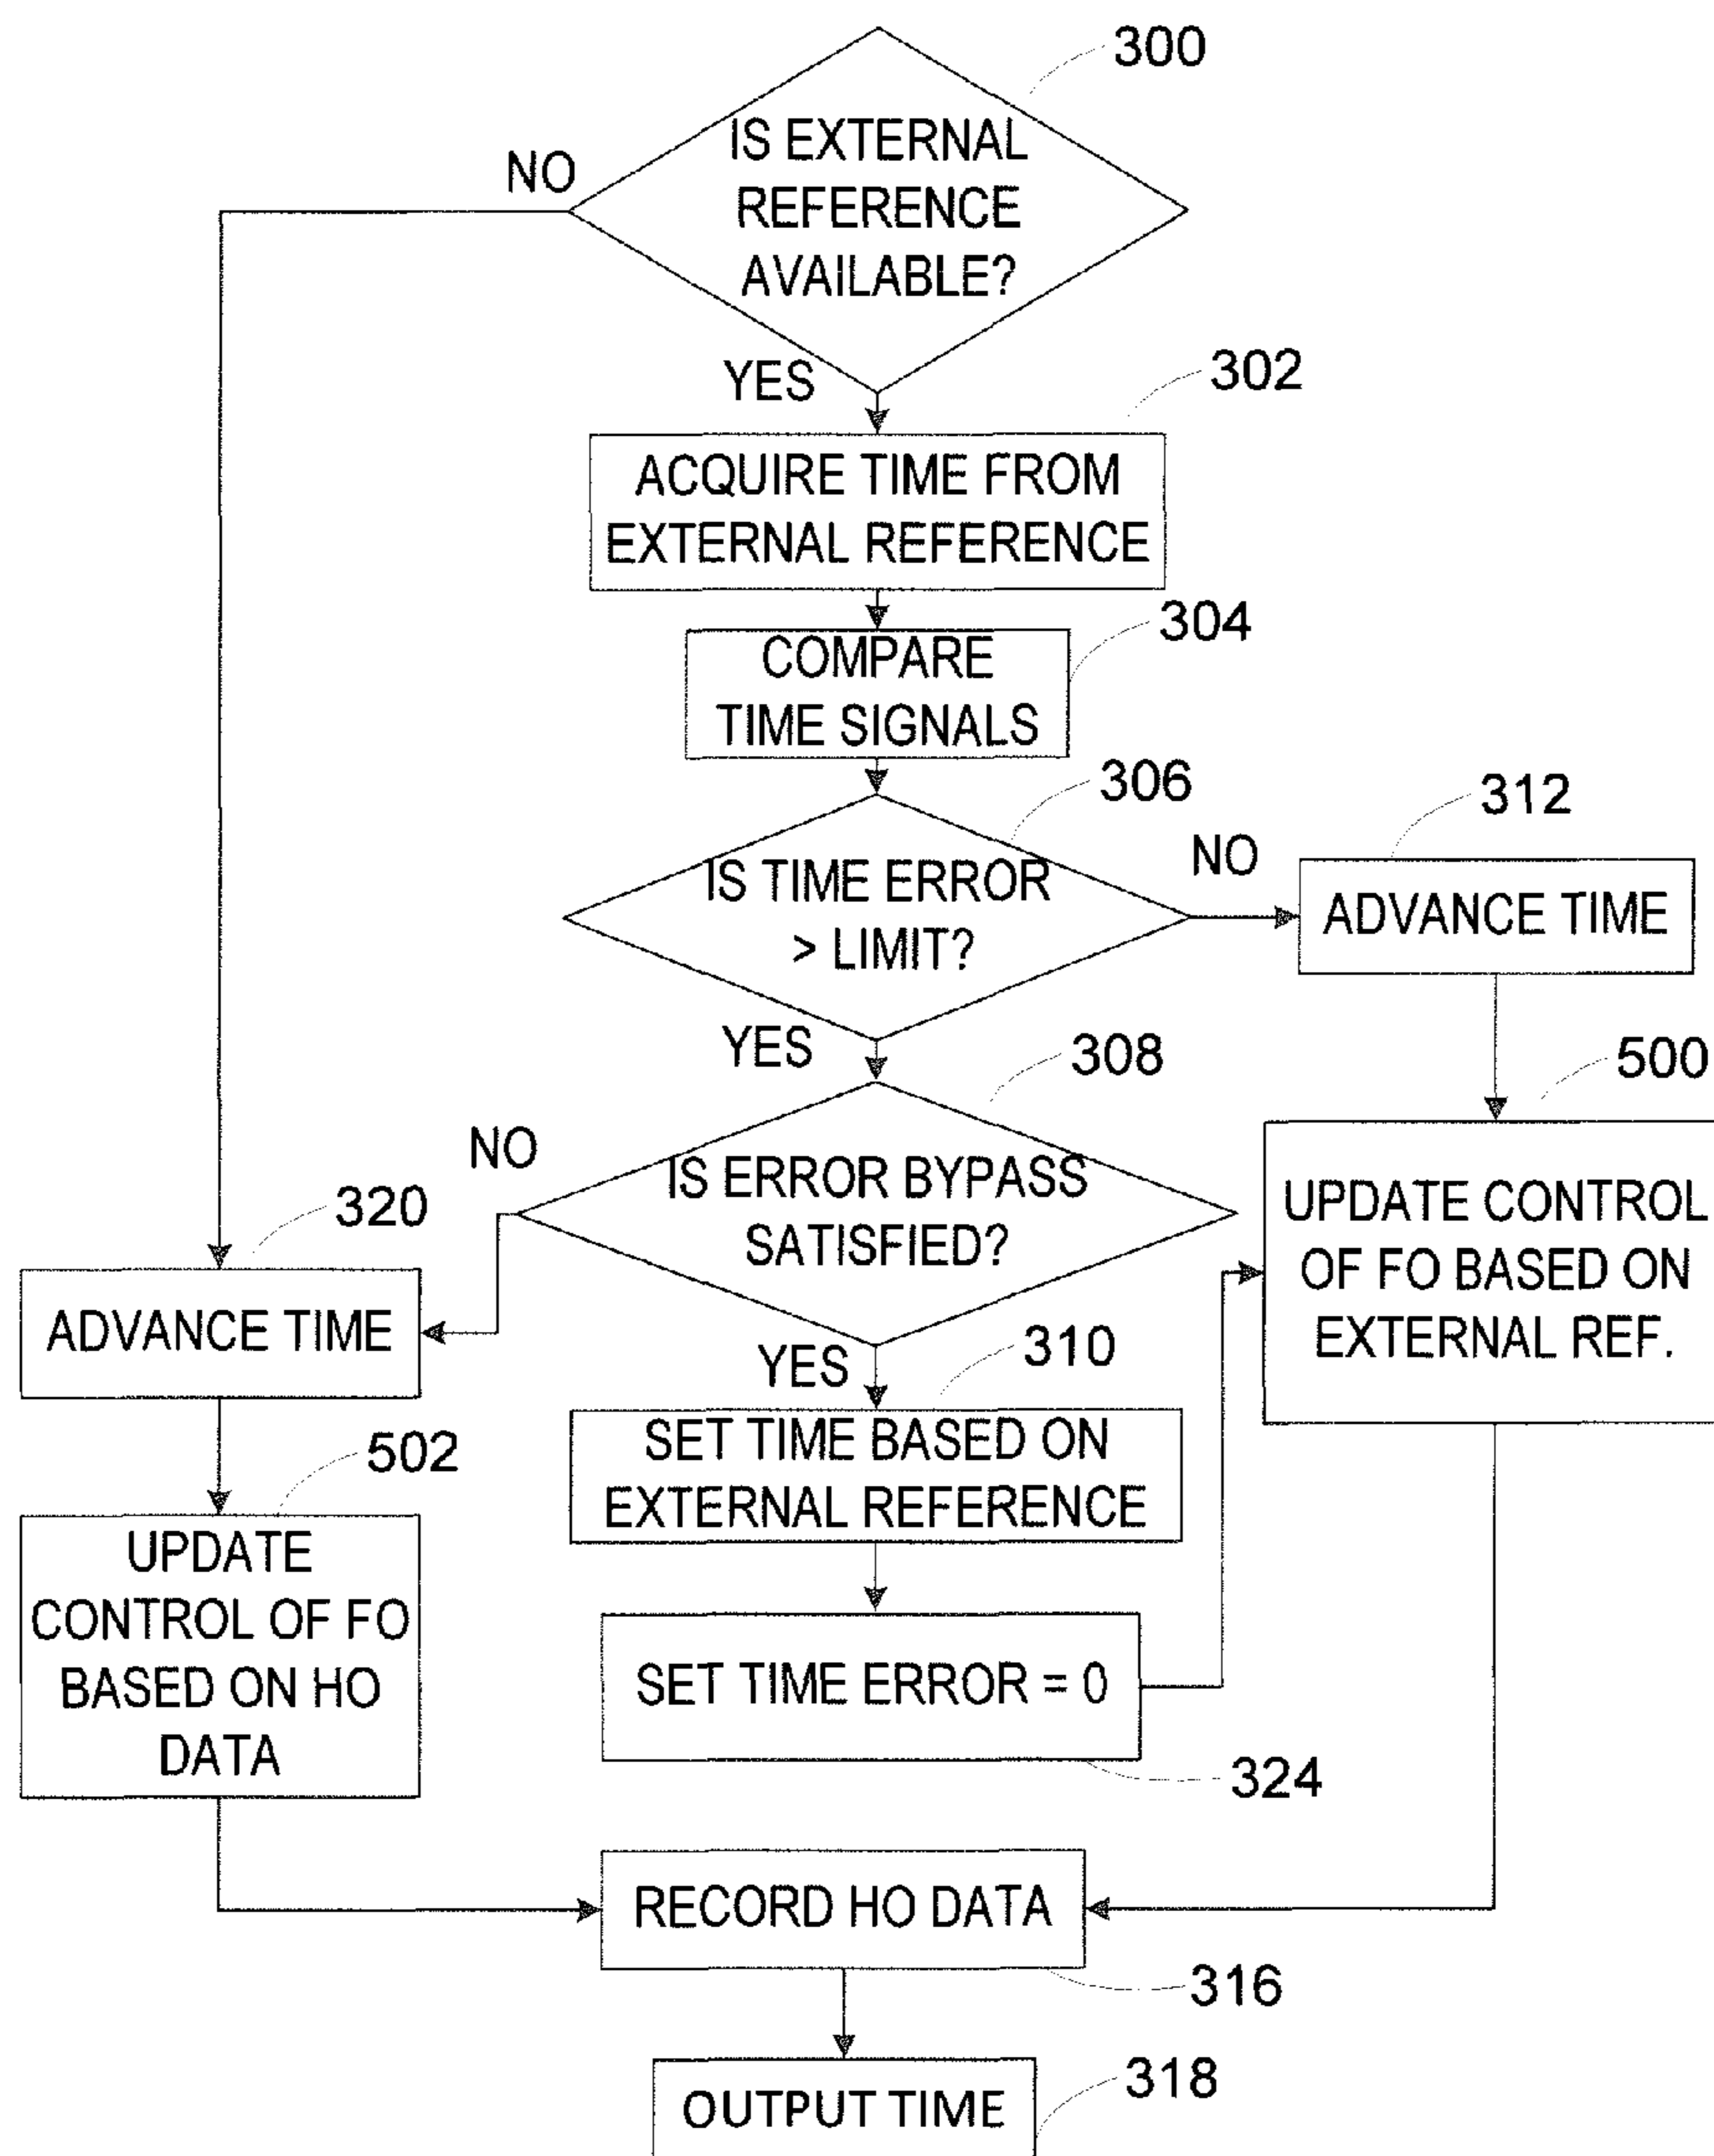 300
IS EXTERNAL
REFERENCE
AVAILABLE?
NO
YES
302
ACQUIRE TIME FROM
EXTERNAL REFERENCE
304
COMPARE
TIME SIGNALS
306
IS TIME ERROR
> LIMIT?
NO
312
ADVANCE TIME
YES
308
500
IS ERROR BYPASS
SATISFIED?
NO
UPDATE CONTROL
OF FO BASED ON
EXTERNAL REF.
320
ADVANCE TIME
YES
310
SET TIME BASED ON
EXTERNAL REFERENCE
502
UPDATE
CONTROL OF FO
BASED ON HO
DATA
SET TIME ERROR = 0
324
RECORD HO DATA
316
OUTPUT TIME
318